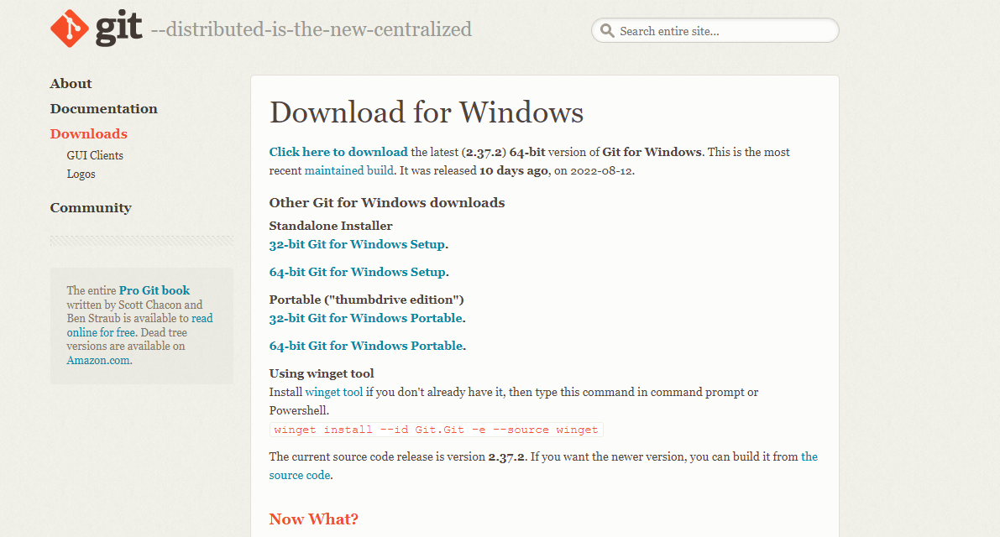 git --distributed-is-the-new-centralized
Search entire site...
About
Documentation
Downloads
GUI Clients
Logos
Community
The entire Pro Git book
written by Scott Chacon and
Ben Straub is available to read
online for free. Dead tree
versions are available on
Amazon.com.
Download for Windows
Click here to download the latest (2.37.2) 64-bit version of Git for Windows. This is the most
recent maintained build. It was released 10 days ago, on 2022-08-12.
Other Git for Windows downloads
Standalone Installer
32-bit Git for Windows Setup.
64-bit Git for Windows Setup.
Portable ("thumbdrive edition")
32-bit Git for Windows Portable.
64-bit Git for Windows Portable.
Using winget tool
Install winget tool if you don't already have it, then type this command in command prompt or
Powershell.
winget install --id Git.Git -e --source winget
The current source code release is version 2.37.2. If you want the newer version, you can build it from the
source code.
Now What?